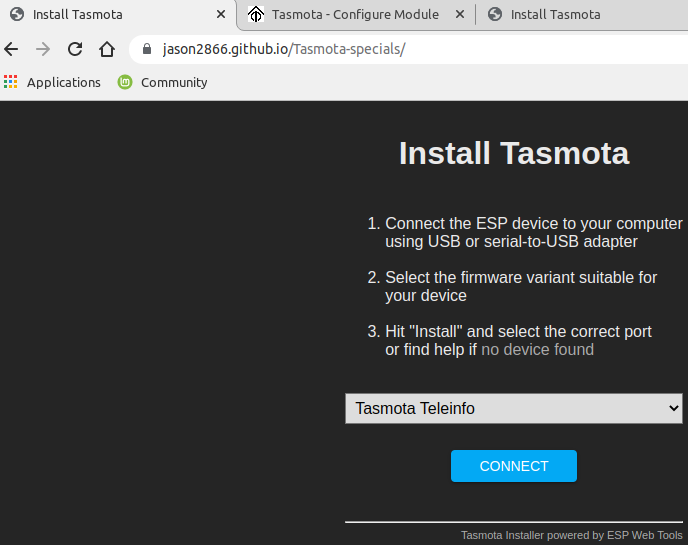 Install Tasmota
Tasmota - Configure Module
Install Tasmota
jason2866.github.io/Tasmota-specials/
Applications
Community
Install Tasmota
1. Connect the ESP device to your computer
using USB or serial-to-USB adapter
2. Select the firmware variant suitable for
your device
3. Hit "Install" and select the correct port
or find help if no device found
Tasmota Teleinfo
CONNECT
Tasmota Installer powered by ESP Web Tools